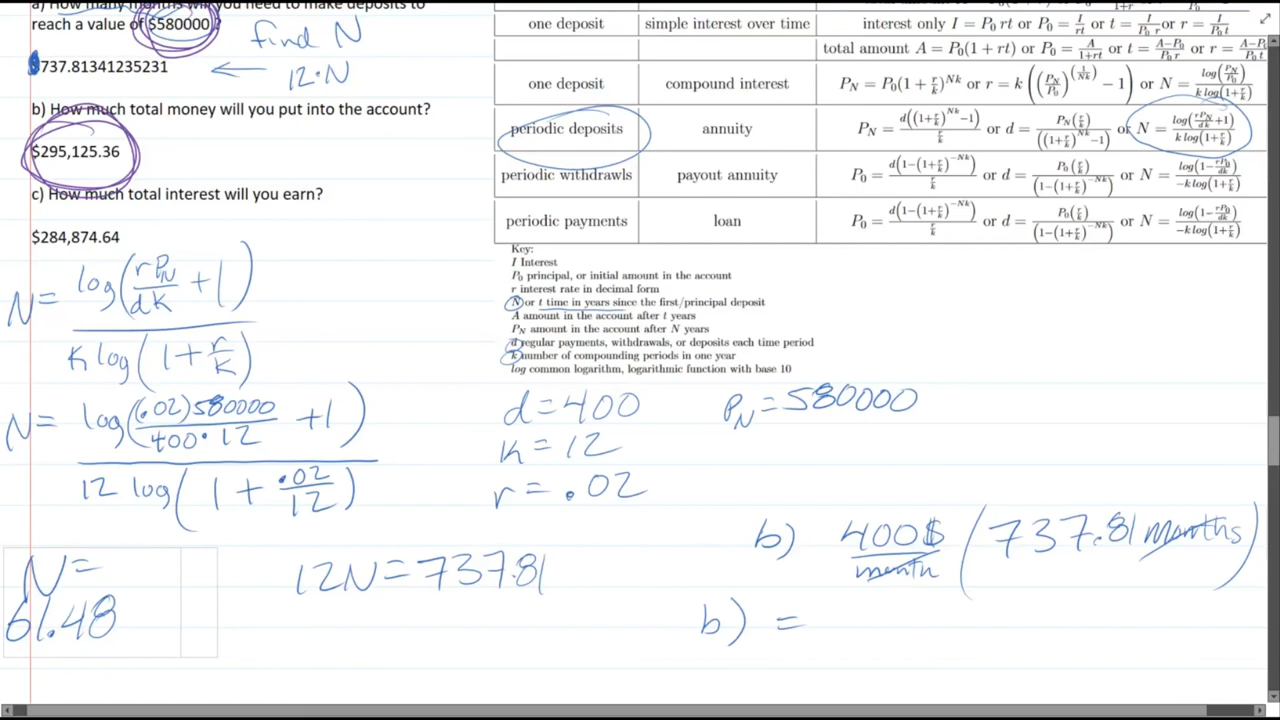 a) How many months will you need to make deposits to
reach a value of $580000?
find N
737.81341235231
← 12·N
b) How much total money will you put into the account?
$295,125.36
c) How much total interest will you earn?
$284,874.64
N = log(rP_N/dk + 1) / k log(1 + r/k)
N = log((.02)580000/400·12 + 1) / 12 log(1 + .02/12)
N = 61.48
12N = 737.81
one deposit | simple interest over time | interest only I = P₀rt or P₀ = I/rt or t = I/P₀r or r = I/P₀t
total amount A = P₀(1 + rt) or P₀ = A/1+rt or t = A−P₀/P₀r or r = A−P₀/P₀t
one deposit | compound interest | P_N = P₀(1 + r/k)^Nk or r = k((P_N/P₀)^(1/Nk) − 1) or N = log(P_N/P₀)/k log(1+r/k)
periodic deposits | annuity | P_N = d((1+r/k)^Nk −1)/(r/k) or d = P_N(r/k)/((1+r/k)^Nk −1) or N = log(rP_N/dk +1)/k log(1+r/k)
periodic withdrawls | payout annuity | P₀ = d(1−(1+r/k)^−Nk)/(r/k) or d = P₀(r/k)/(1−(1+r/k)^−Nk) or N = log(1−rP₀/dk)/−k log(1+r/k)
periodic payments | loan | P₀ = d(1−(1+r/k)^−Nk)/(r/k) or d = P₀(r/k)/(1−(1+r/k)^−Nk) or N = log(1−rP₀/dk)/−k log(1+r/k)
Key:
I Interest
P₀ principal, or initial amount in the account
r interest rate in decimal form
N or t time in years since the first/principal deposit
A amount in the account after t years
P_N amount in the account after N years
d regular payments, withdrawals, or deposits each time period
k number of compounding periods in one year
log common logarithm, logarithmic function with base 10
d = 400
P_N = 580000
k = 12
r = .02
b) 400$/month (737.81 months)
b) =